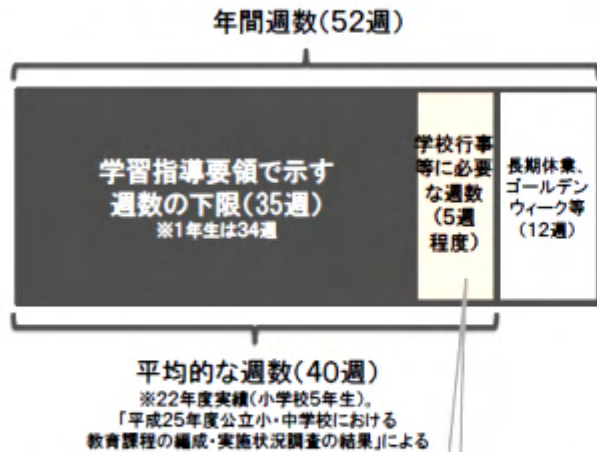 年間週数(52週)
学習指導要領で示す
週数の下限(35週)
※1年生は34週
学校行事
等に必要
な週数
(5週
程度)
長期休業、
ゴールデン
ウィーク等
(12週)
平均的な週数(40週)
※22年度実績(小学校5年生)。
「平成25年度公立小・中学校における
教育課程の編成・実施状況調査の結果」による